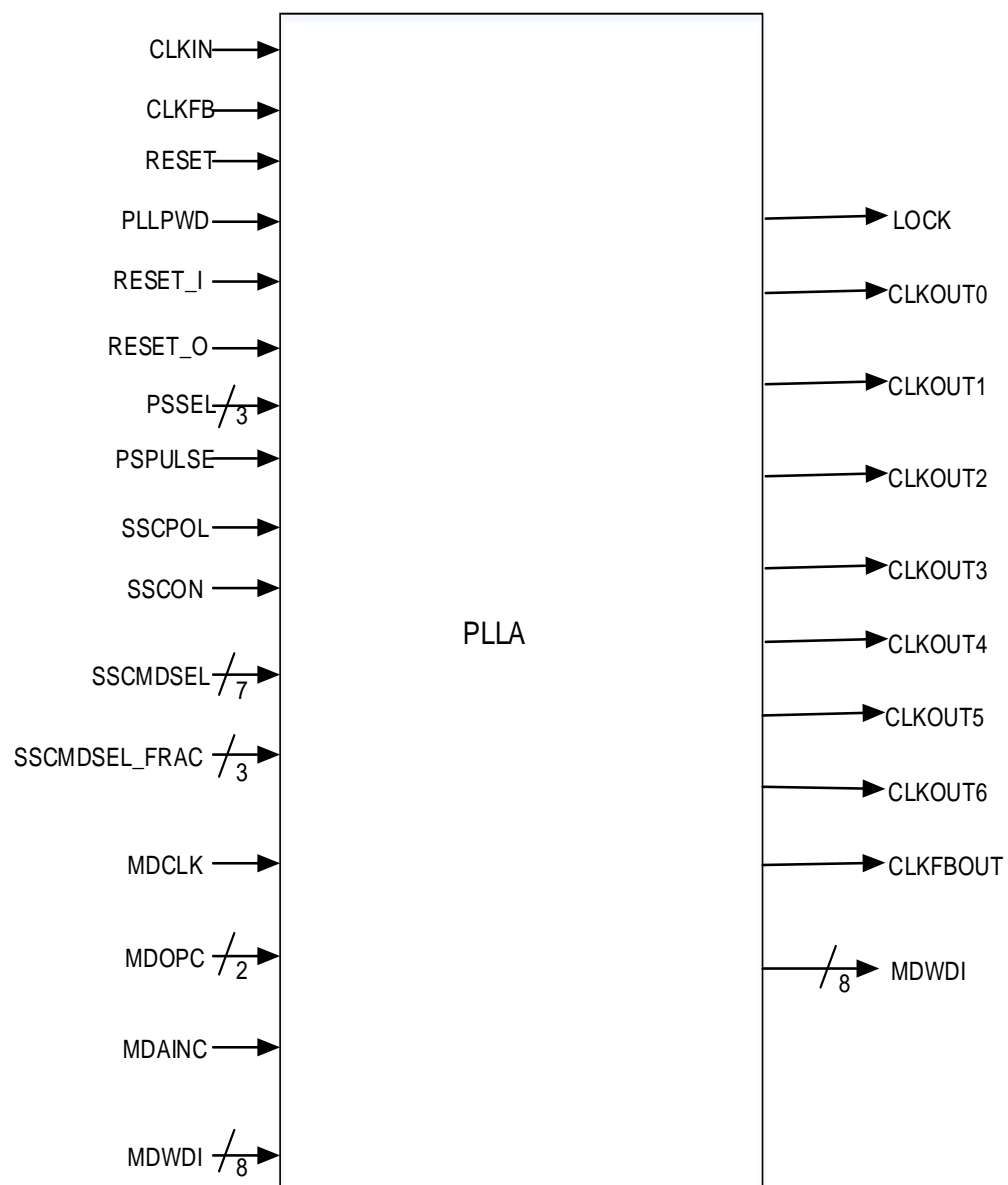 CLKIN
CLKFB
RESET
PLLPWD
RESET_I
RESET_O
PSSEL 3
PSPULSE
SSCPOL
SSCON
SSCMDSEL 7
SSCMDSEL_FRAC 3
MDCLK
MDOPC 2
MDAINC
MDWDI 8
PLLA
LOCK
CLKOUT0
CLKOUT1
CLKOUT2
CLKOUT3
CLKOUT4
CLKOUT5
CLKOUT6
CLKFBOUT
8 MDWDI